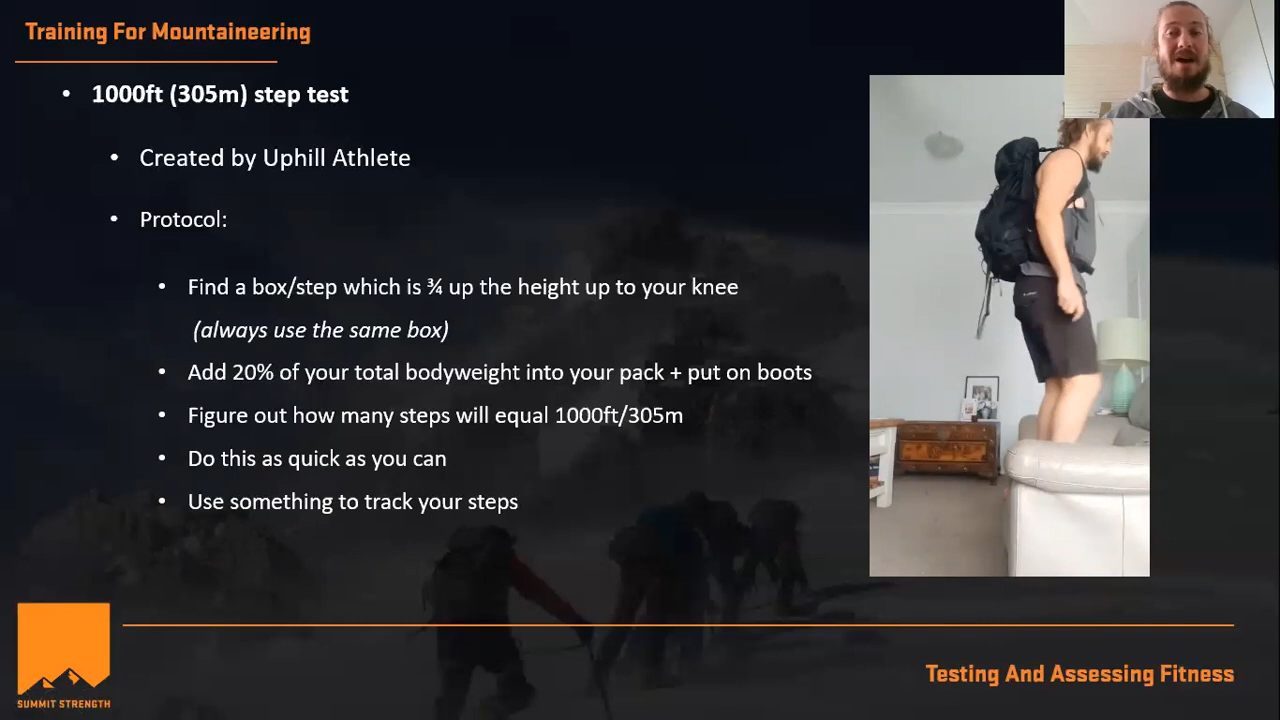 Training For Mountaineering
• 1000ft (305m) step test
• Created by Uphill Athlete
• Protocol:
• Find a box/step which is ¾ up the height up to your knee
(always use the same box)
• Add 20% of your total bodyweight into your pack + put on boots
• Figure out how many steps will equal 1000ft/305m
• Do this as quick as you can
• Use something to track your steps
SUMMIT STRENGTH
Testing And Assessing Fitness